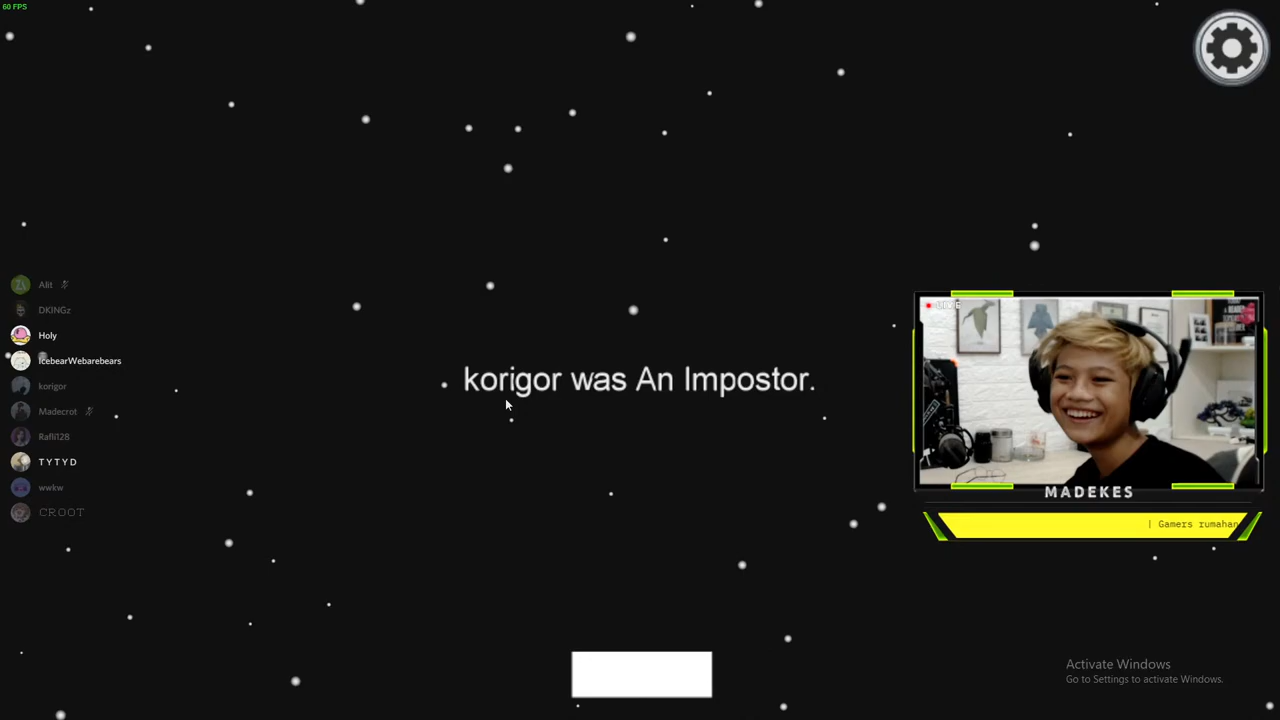 60 FPS
Alit
DKINGz
Holy
IcebearWebarebears
korigor
Madecrot
Rafli128
T Y T Y D
wwkw
CROOT
korigor was An Impostor.
MADEKES
| Gamers rumahan
Activate Windows
Go to Settings to activate Windows.